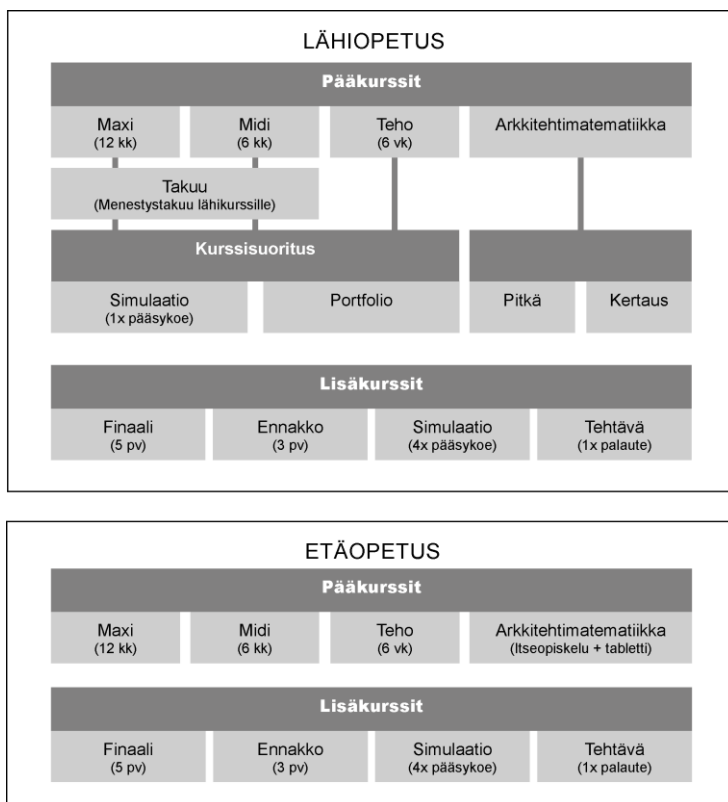 LÄHIOPETUS
Pääkurssit
Maxi
(12 kk)
Midi
(6 kk)
Teho
(6 vk)
Arkkitehtimatematiikka
Takuu
(Menestystakuu lähikurssille)
Kurssisuoritus
Simulaatio
(1x pääsykoe)
Portfolio
Pitkä
Kertaus
Lisäkurssit
Finaali
(5 pv)
Ennakko
(3 pv)
Simulaatio
(4x pääsykoe)
Tehtävä
(1x palaute)
ETÄOPETUS
Pääkurssit
Maxi
(12 kk)
Midi
(6 kk)
Teho
(6 vk)
Arkkitehtimatematiikka
(Itseopiskelu + tabletti)
Lisäkurssit
Finaali
(5 pv)
Ennakko
(3 pv)
Simulaatio
(4x pääsykoe)
Tehtävä
(1x palaute)